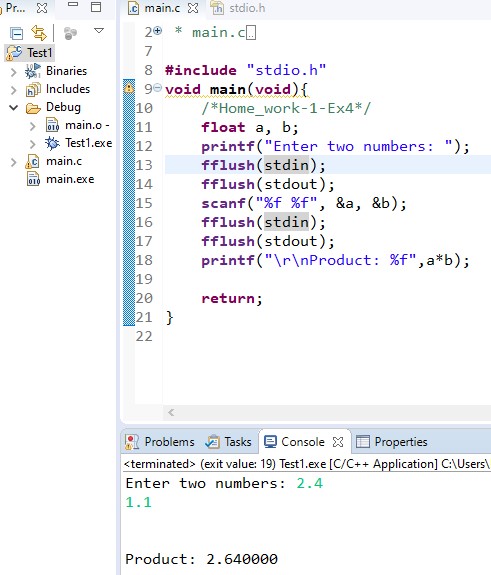 Pr...
main.c
stdio.h
Test1
Binaries
Includes
Debug
main.o -
Test1.exe
main.c
main.exe
2 * main.c
7
8 #include "stdio.h"
9 void main(void){
10 /*Home_work-1-Ex4*/
11 float a, b;
12 printf("Enter two numbers: ");
13 fflush(stdin);
14 fflush(stdout);
15 scanf("%f %f", &a, &b);
16 fflush(stdin);
17 fflush(stdout);
18 printf("\r\nProduct: %f",a*b);
19
20 return;
21 }
22
Problems Tasks Console Properties
<terminated> (exit value: 19) Test1.exe [C/C++ Application] C:\Users\
Enter two numbers: 2.4
1.1
Product: 2.640000